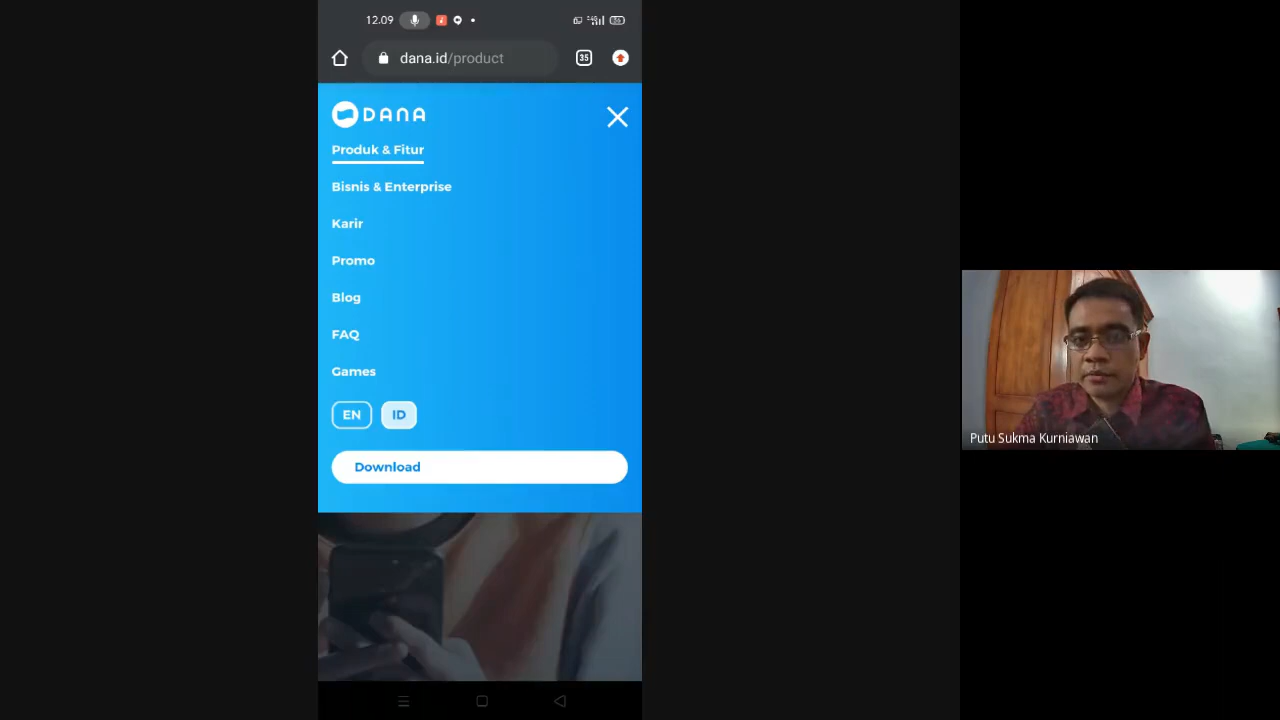 12.09
35
dana.id/product
DANA
Produk & Fitur
Bisnis & Enterprise
Karir
Promo
Blog
FAQ
Games
EN
ID
Download
Putu Sukma Kurniawan